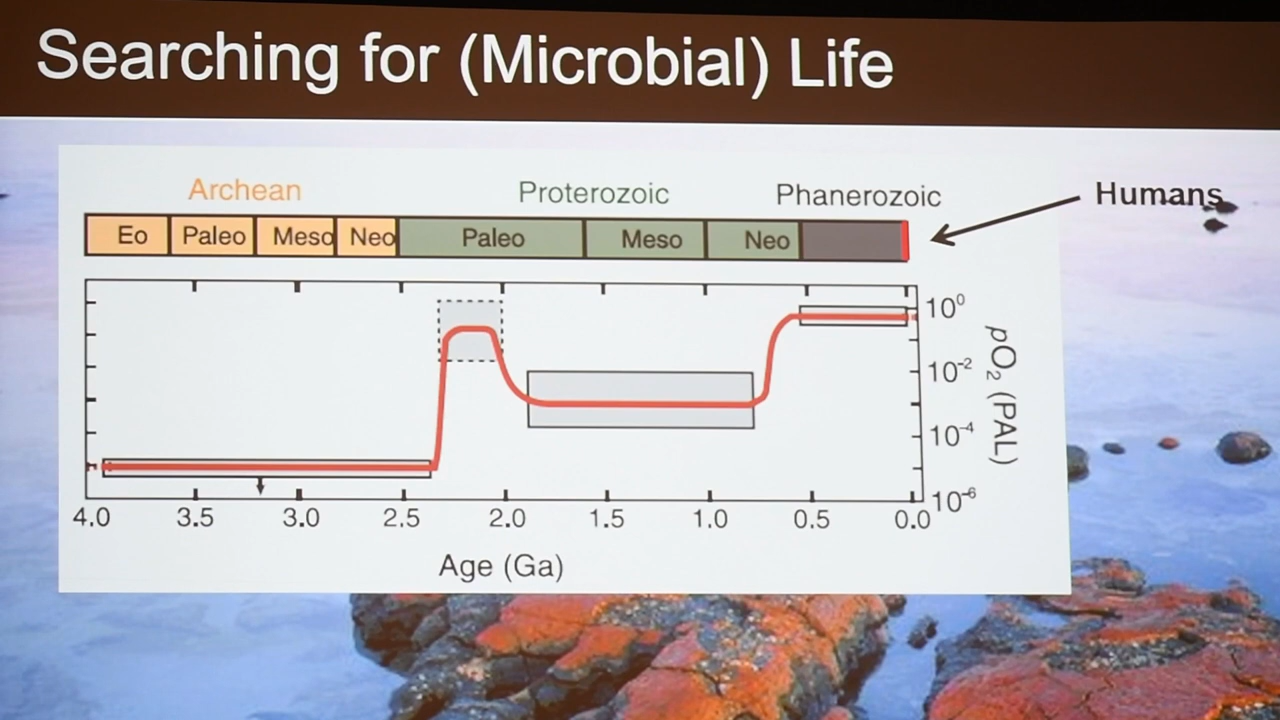 Searching for (Microbial) Life
Archean Proterozoic Phanerozoic Humans
Eo Paleo Meso Neo Paleo Meso Neo
10⁰
10⁻²
10⁻⁴
10⁻⁶
pO₂ (PAL)
4.0 3.5 3.0 2.5 2.0 1.5 1.0 0.5 0.0
Age (Ga)